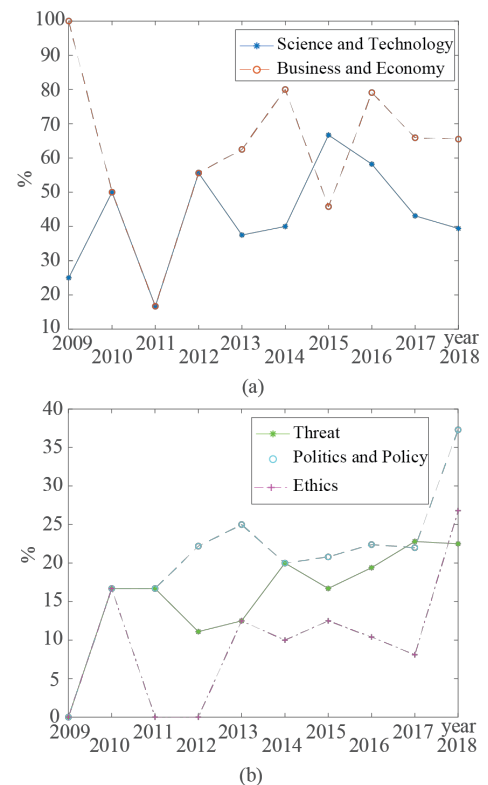 100
90
80
70
60
50
40
30
20
10
%
Science and Technology
Business and Economy
year
2009 2010 2011 2012 2013 2014 2015 2016 2017 2018
(a)
40
35
30
25
20
15
10
5
0
%
Threat
Politics and Policy
Ethics
year
2009 2010 2011 2012 2013 2014 2015 2016 2017 2018
(b)